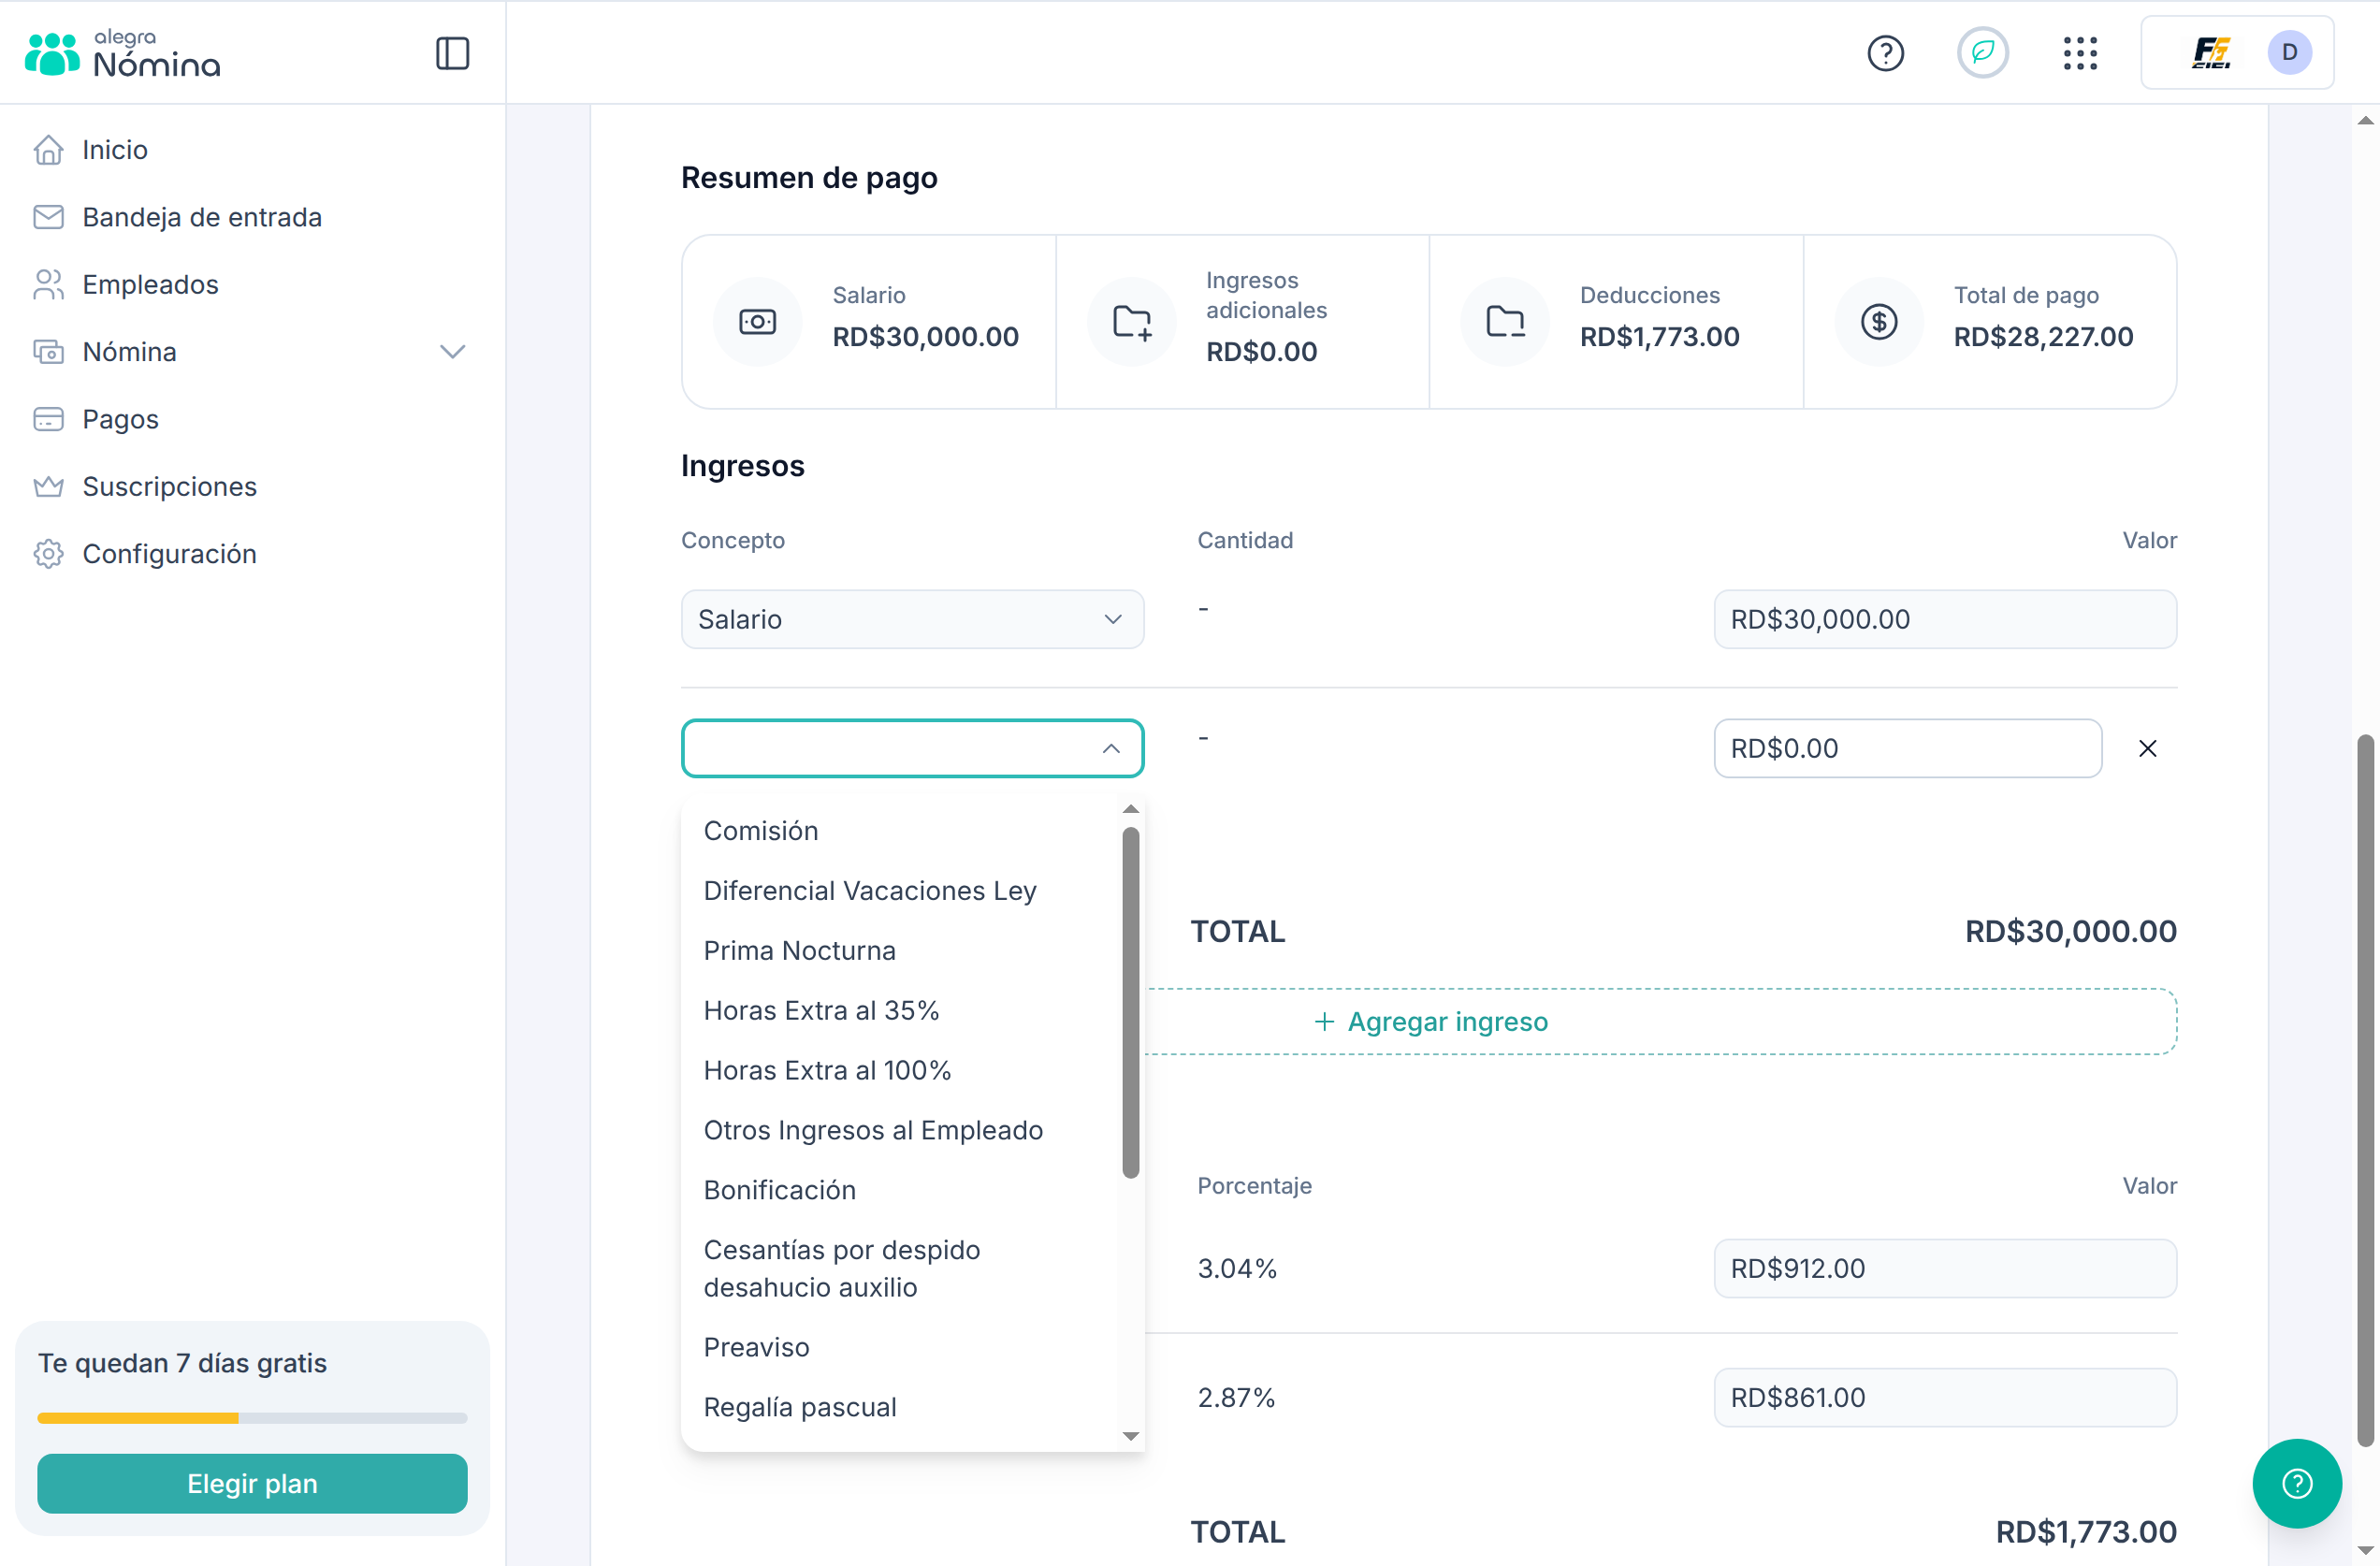 alegra
Nómina
D
Inicio
Bandeja de entrada
Empleados
Nómina
Pagos
Suscripciones
Configuración
Te quedan 7 días gratis
Elegir plan
Resumen de pago
Salario
RD$30,000.00
Ingresos
adicionales
RD$0.00
Deducciones
RD$1,773.00
Total de pago
RD$28,227.00
Ingresos
Concepto
Cantidad
Valor
Salario
-
RD$30,000.00
-
RD$0.00
Comisión
Diferencial Vacaciones Ley
Prima Nocturna
Horas Extra al 35%
Horas Extra al 100%
Otros Ingresos al Empleado
Bonificación
Cesantías por despido
desahucio auxilio
Preaviso
Regalía pascual
TOTAL
RD$30,000.00
+ Agregar ingreso
Porcentaje
Valor
3.04%
RD$912.00
2.87%
RD$861.00
TOTAL
RD$1,773.00